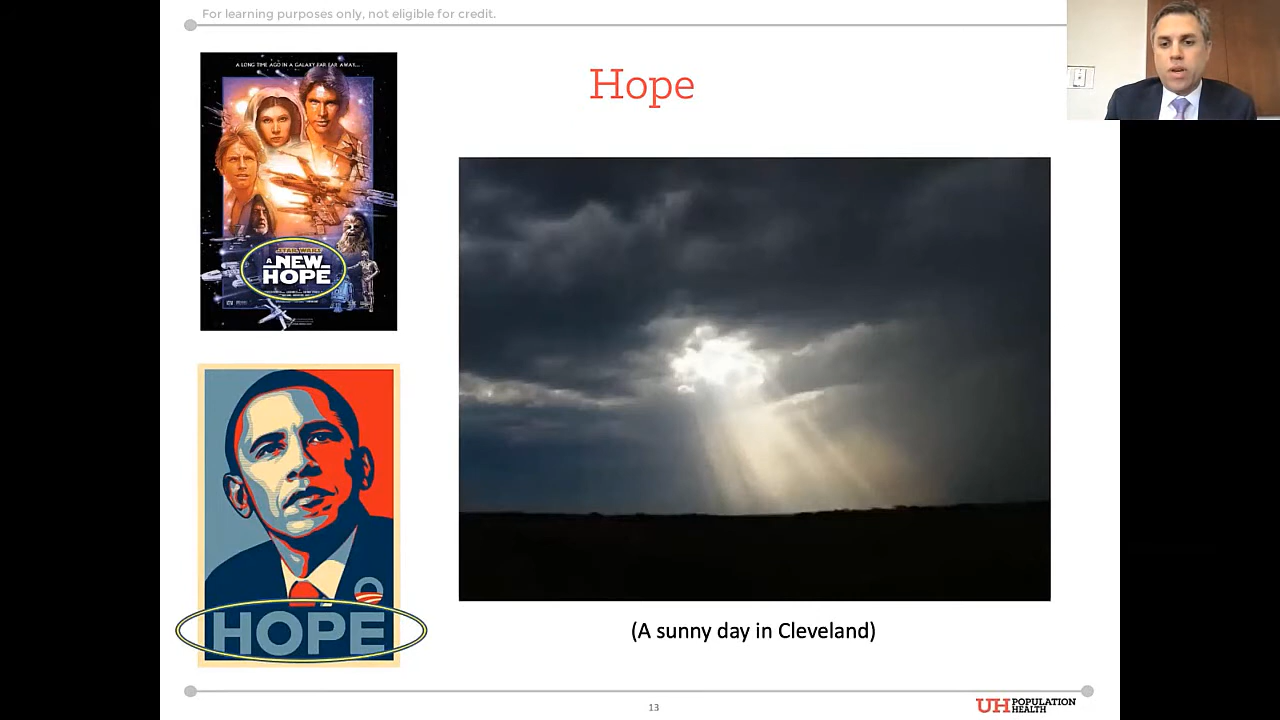 For learning purposes only, not eligible for credit.
Hope
A LONG TIME AGO IN A GALAXY FAR FAR AWAY...
STAR WARS
A NEW
HOPE
HOPE
(A sunny day in Cleveland)
13
UH POPULATION
HEALTH